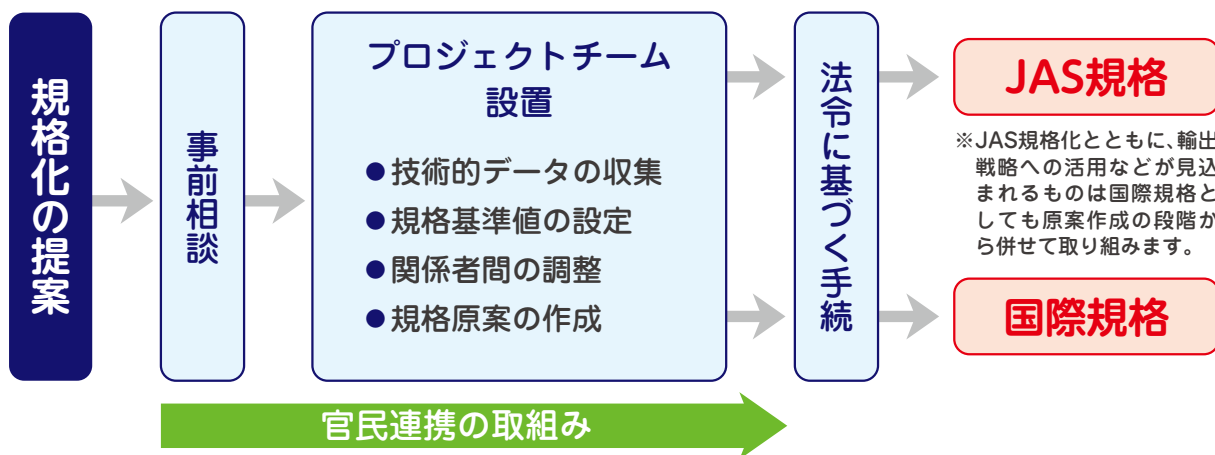 規格化の提案
事前相談
プロジェクトチーム
設置
●技術的データの収集
●規格基準値の設定
●関係者間の調整
●規格原案の作成
法令に基づく手続
JAS規格
※JAS規格化とともに、輸出
戦略への活用などが見込
まれるものは国際規格と
しても原案作成の段階か
ら併せて取り組みます。
国際規格
官民連携の取組み